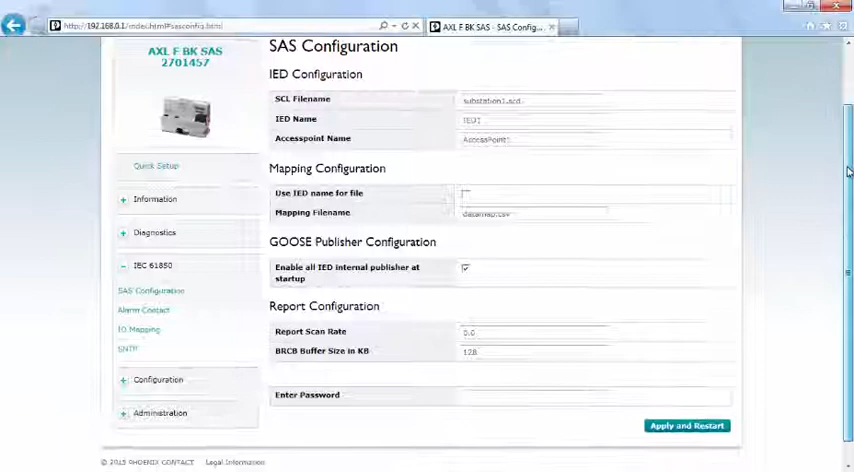 http://192.168.0.1/index.html#sasconfig.html
AXL F BK SAS - SAS Config...
AXL F BK SAS
2701457
Quick Setup
Information
Diagnostics
IEC 61850
SAS Configuration
Alarm Contact
IO Mapping
SNTP
Configuration
Administration
SAS Configuration
IED Configuration
SCL Filename substation1.scd
IED Name IED1
Accesspoint Name AccessPoint1
Mapping Configuration
Use IED name for file
Mapping Filename datamap.csv
GOOSE Publisher Configuration
Enable all IED internal publisher at
startup
Report Configuration
Report Scan Rate 0.0
BRCB Buffer Size in KB 128
Enter Password
Apply and Restart
© 2015 PHOENIX CONTACT Legal Information